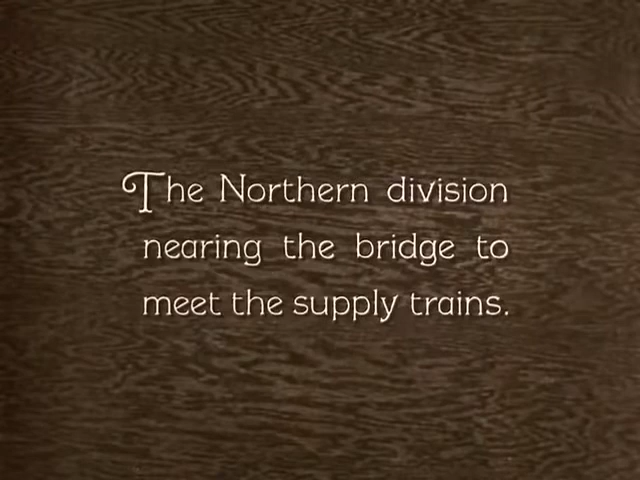 The Northern division
nearing the bridge to
meet the supply trains.